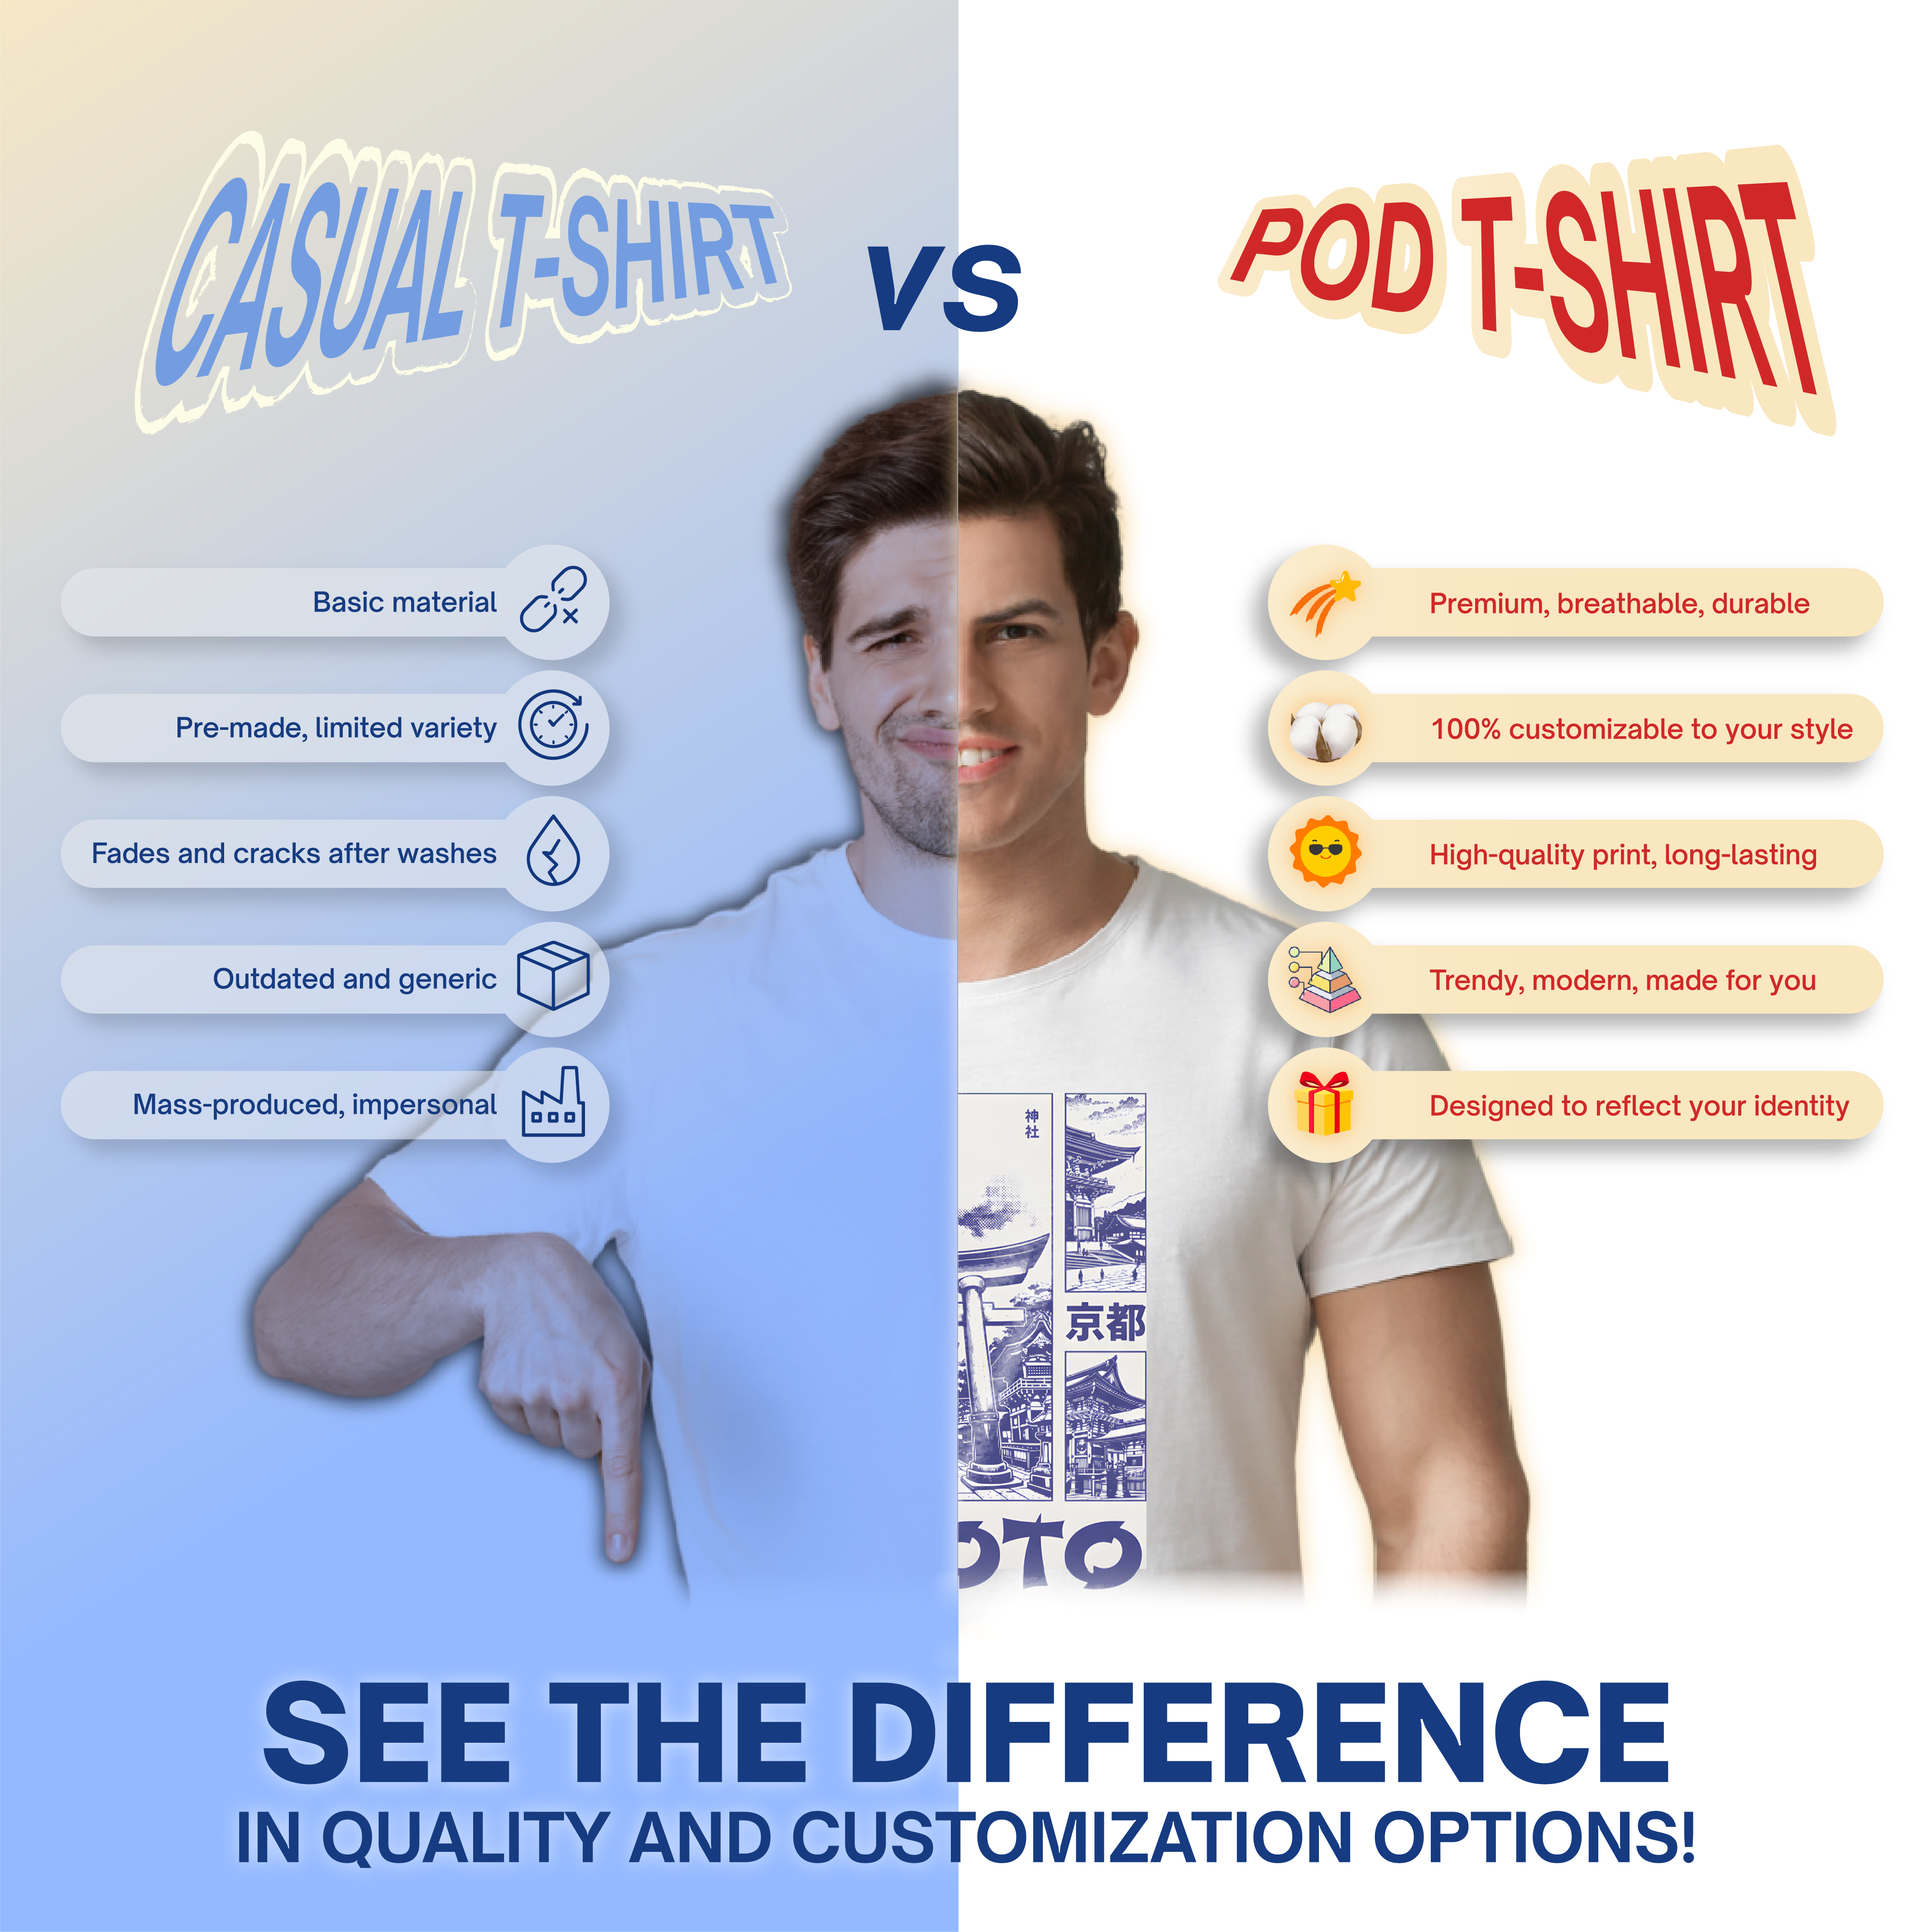 CASUAL T-SHIRT
VS
POD T-SHIRT
Basic material
Pre-made, limited variety
Fades and cracks after washes
Outdated and generic
Mass-produced, impersonal
Premium, breathable, durable
100% customizable to your style
High-quality print, long-lasting
Trendy, modern, made for you
Designed to reflect your identity
神社
京都
OTO
SEE THE DIFFERENCE
IN QUALITY AND CUSTOMIZATION OPTIONS!